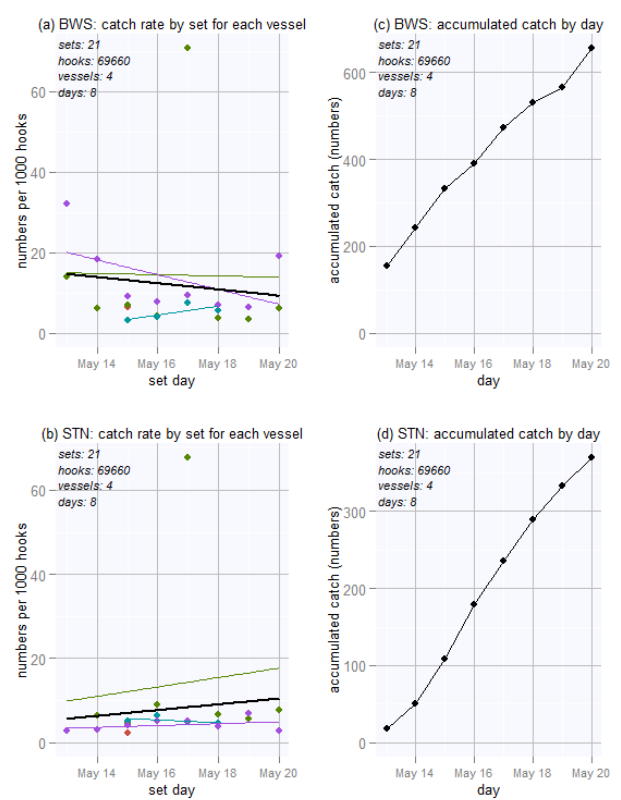 (a) BWS: catch rate by set for each vessel
sets: 21
hooks: 69660
vessels: 4
days: 8
numbers per 1000 hooks
60
40
20
0
May 14
May 16
May 18
May 20
set day
(c) BWS: accumulated catch by day
sets: 21
hooks: 69660
vessels: 4
days: 8
accumulated catch (numbers)
600
400
200
0
May 14
May 16
May 18
May 20
day
(b) STN: catch rate by set for each vessel
sets: 21
hooks: 69660
vessels: 4
days: 8
numbers per 1000 hooks
60
40
20
0
May 14
May 16
May 18
May 20
set day
(d) STN: accumulated catch by day
sets: 21
hooks: 69660
vessels: 4
days: 8
accumulated catch (numbers)
300
200
100
0
May 14
May 16
May 18
May 20
day